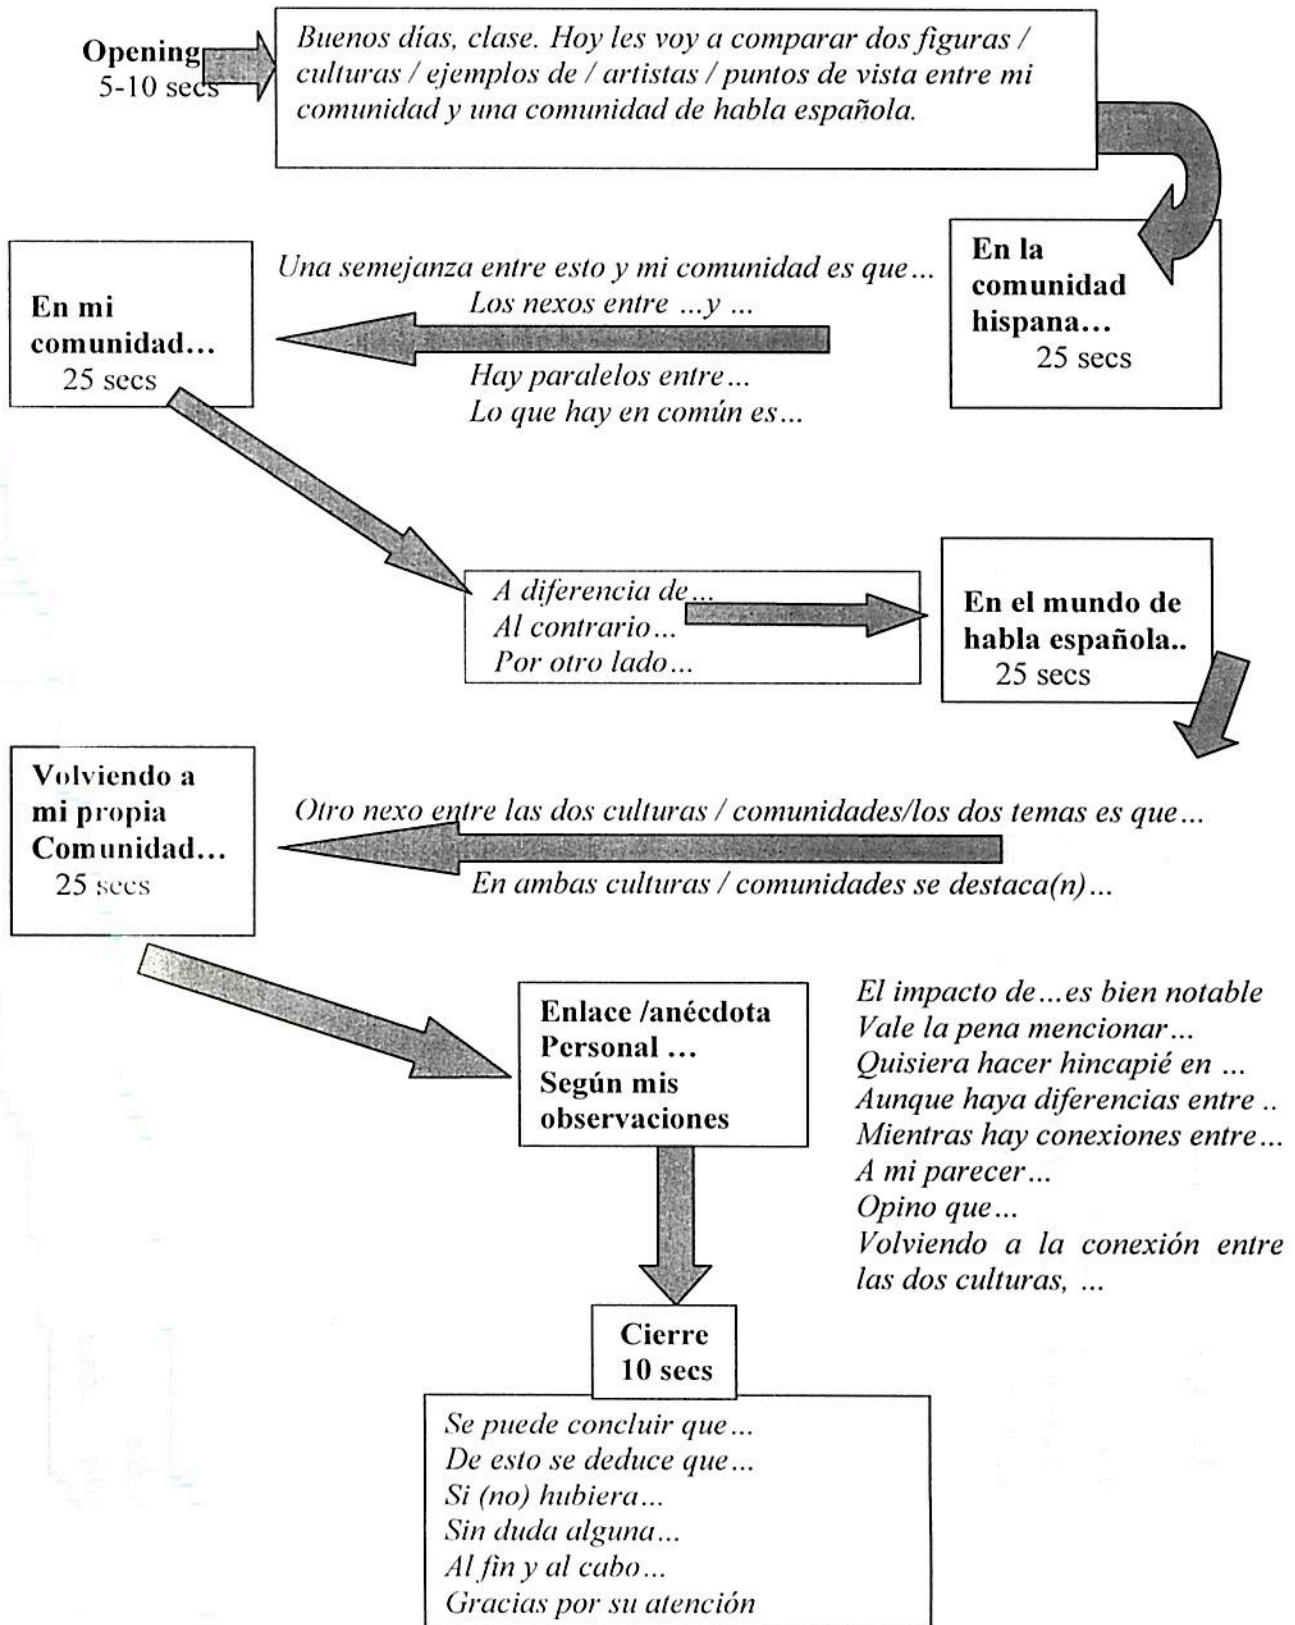 Opening
5-10 secs
Buenos días, clase. Hoy les voy a comparar dos figuras /
culturas / ejemplos de / artistas / puntos de vista entre mi
comunidad y una comunidad de habla española.
En la
comunidad
hispana...
25 secs
Una semejanza entre esto y mi comunidad es que...
Los nexos entre ...y ...
Hay paralelos entre...
Lo que hay en común es...
En mi
comunidad...
25 secs
A diferencia de...
Al contrario...
Por otro lado...
En el mundo de
habla española..
25 secs
Otro nexo entre las dos culturas / comunidades/los dos temas es que...
En ambas culturas / comunidades se destaca(n)...
Volviendo a
mi propia
Comunidad...
25 secs
Enlace /anécdota
Personal ...
Según mis
observaciones
El impacto de...es bien notable
Vale la pena mencionar...
Quisiera hacer hincapié en ...
Aunque haya diferencias entre ..
Mientras hay conexiones entre...
A mi parecer...
Opino que...
Volviendo a la conexión entre
las dos culturas, ...
Cierre
10 secs
Se puede concluir que...
De esto se deduce que...
Si (no) hubiera...
Sin duda alguna...
Al fin y al cabo...
Gracias por su atención